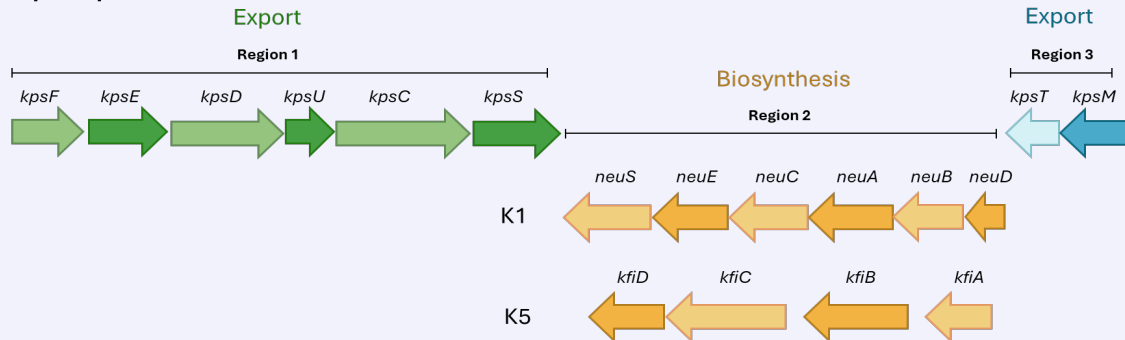 Export
Export
Region 1
Region 3
Biosynthesis
Region 2
kpsF kpsE kpsD kpsU kpsC kpsS
kpsT kpsM
neuS neuE neuC neuA neuB neuD
K1
kfiD kfiC kfiB kfiA
K5